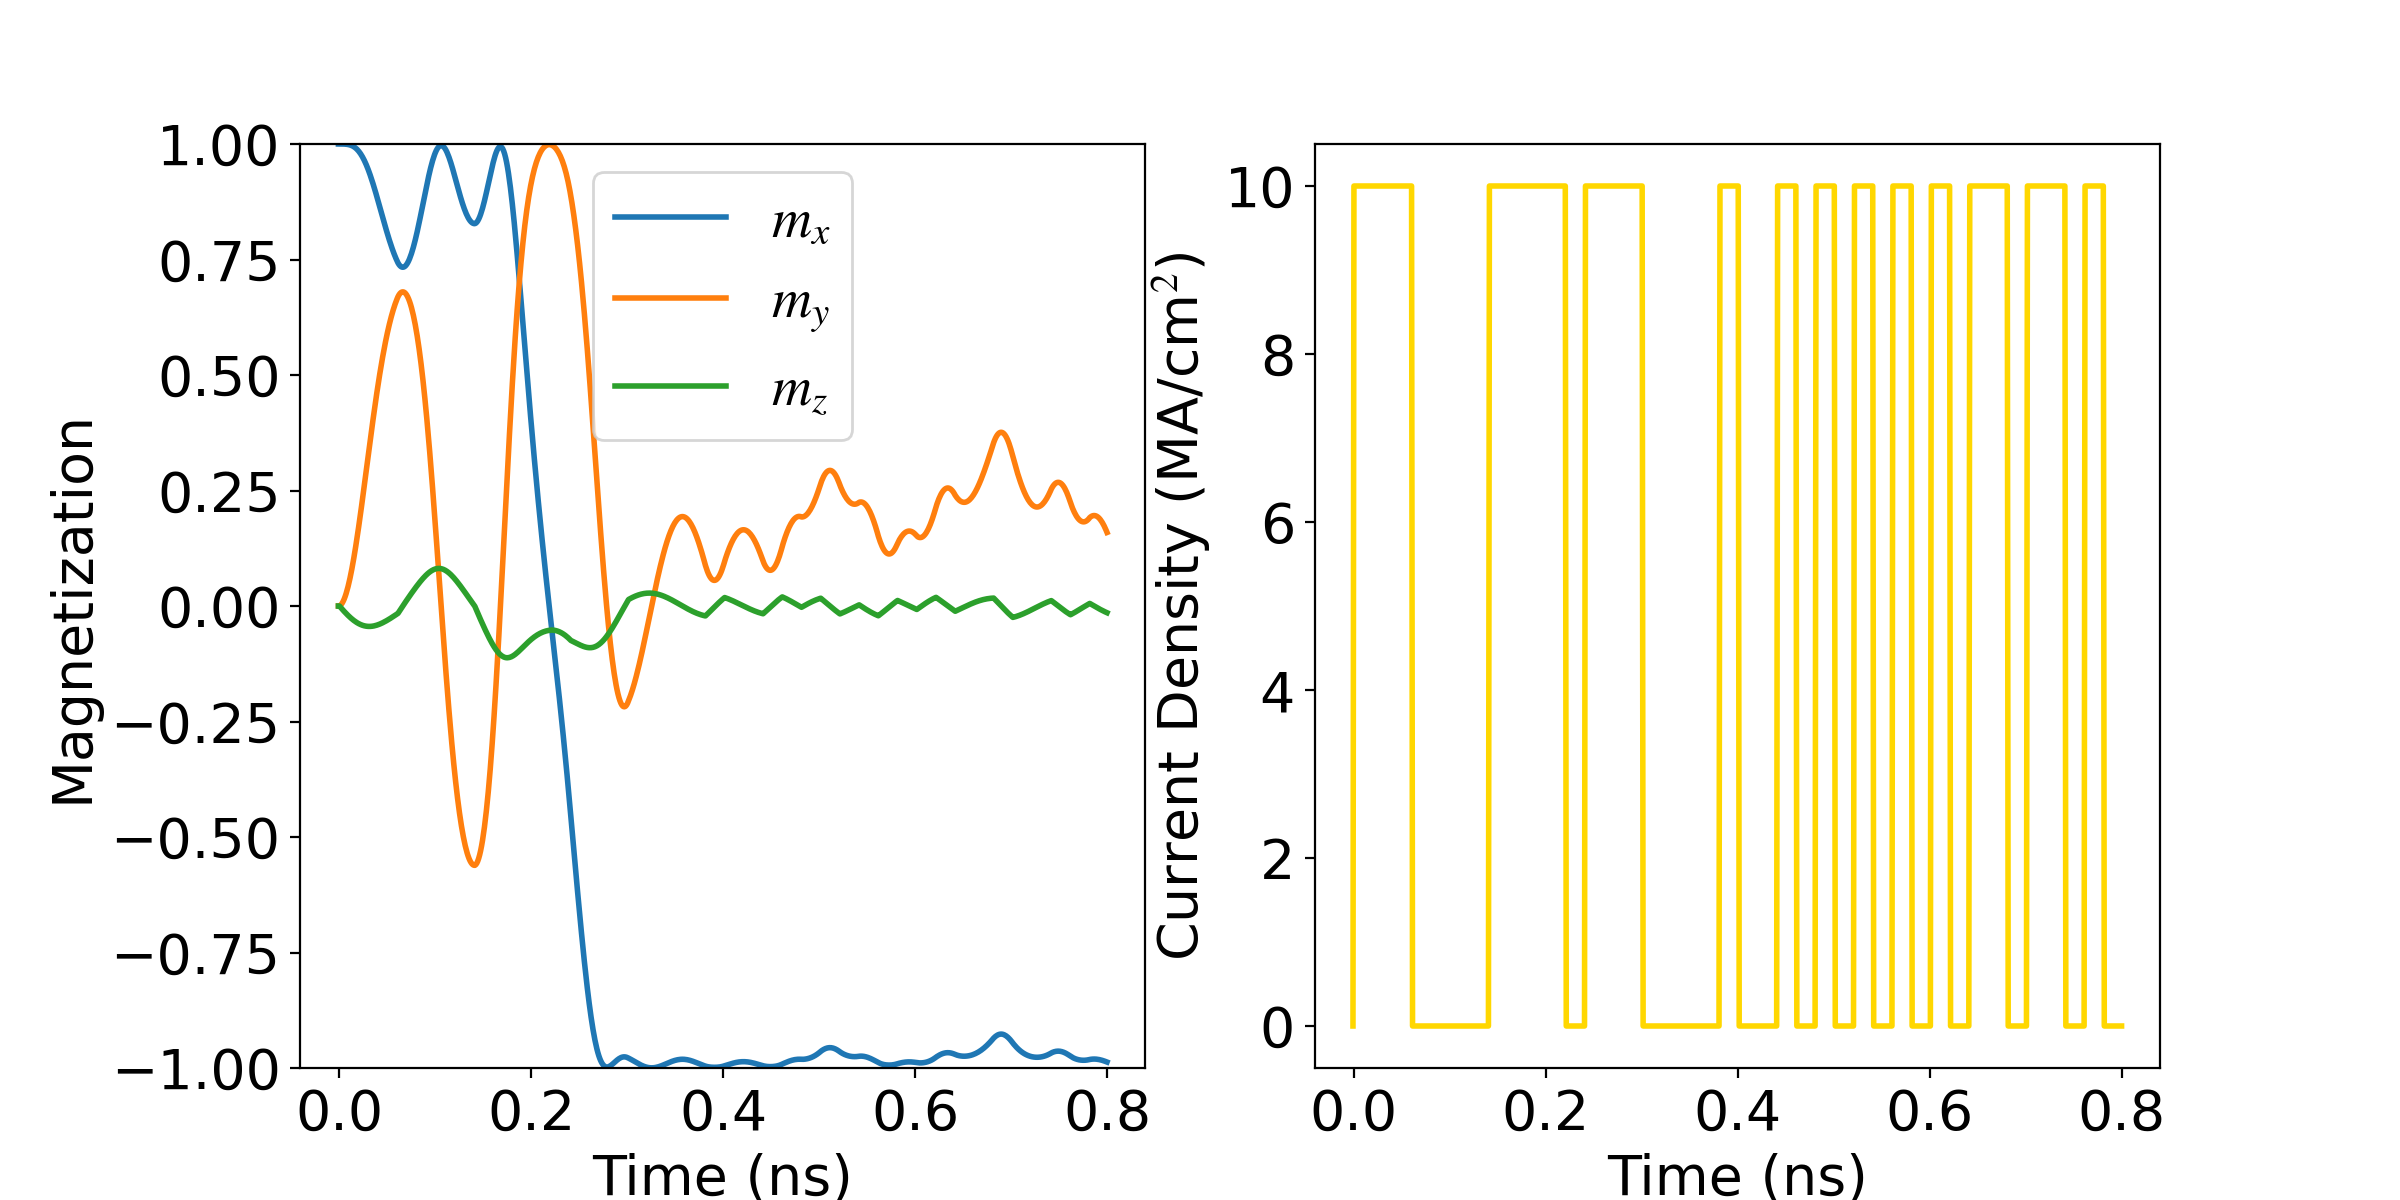 Magnetization
1.00
0.75
0.50
0.25
0.00
−0.25
−0.50
−0.75
−1.00
0.0 0.2 0.4 0.6 0.8
Time (ns)
m_x
m_y
m_z
Current Density (MA/cm²)
10
8
6
4
2
0
0.0 0.2 0.4 0.6 0.8
Time (ns)